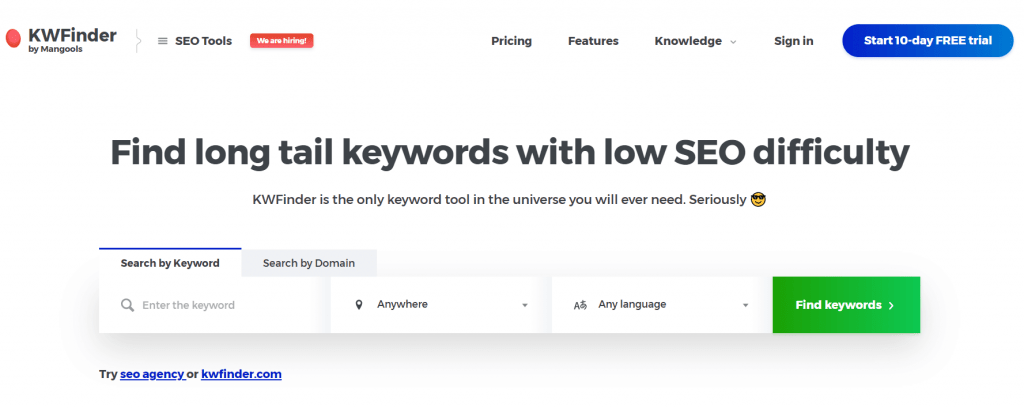 KWFinder
by Mangools
SEO Tools
We are hiring!
Pricing
Features
Knowledge
Sign in
Start 10-day FREE trial
Find long tail keywords with low SEO difficulty
KWFinder is the only keyword tool in the universe you will ever need. Seriously 😎
Search by Keyword
Search by Domain
Enter the keyword
Anywhere
Any language
Find keywords
Try seo agency or kwfinder.com